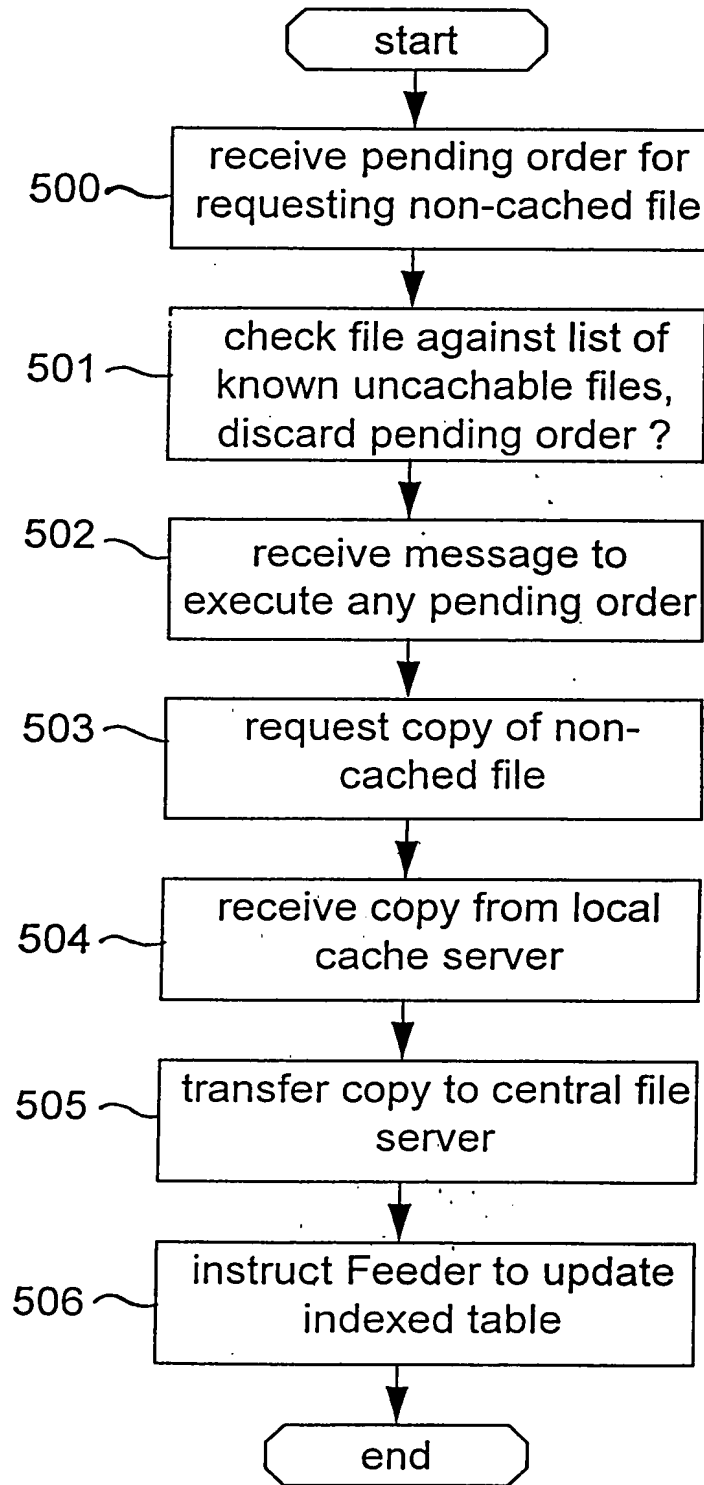 start
500
receive pending order for
requesting non-cached file
501
check file against list of
known uncachable files,
discard pending order ?
502
receive message to
execute any pending order
503
request copy of non-
cached file
504
receive copy from local
cache server
505
transfer copy to central file
server
506
instruct Feeder to update
indexed table
end